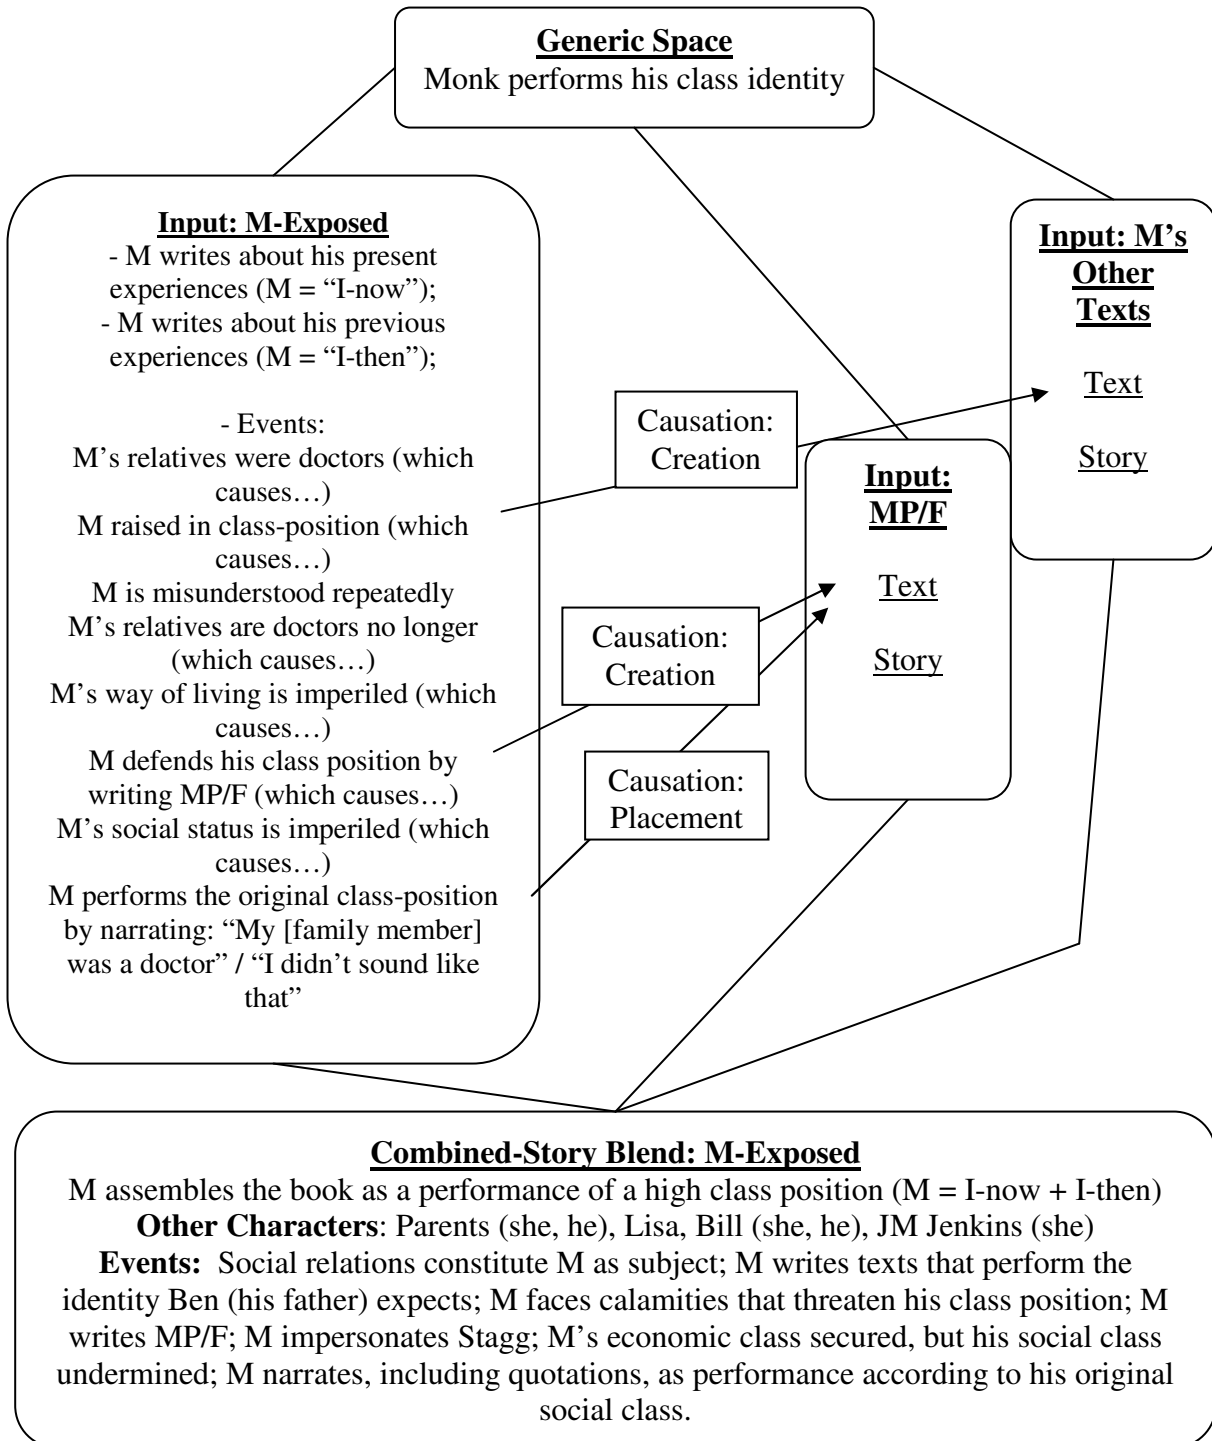 Generic Space
Monk performs his class identity
Input: M-Exposed
- M writes about his present
experiences (M = “I-now”);
- M writes about his previous
experiences (M = “I-then”);
- Events:
M’s relatives were doctors (which
causes…)
M raised in class-position (which
causes…)
M is misunderstood repeatedly
M’s relatives are doctors no longer
(which causes…)
M’s way of living is imperiled (which
causes…)
M defends his class position by
writing MP/F (which causes…)
M’s social status is imperiled (which
causes…)
M performs the original class-position
by narrating: “My [family member]
was a doctor” / “I didn’t sound like
that”
Causation:
Creation
Causation:
Creation
Causation:
Placement
Input:
MP/F
Text
Story
Input: M’s
Other
Texts
Text
Story
Combined-Story Blend: M-Exposed
M assembles the book as a performance of a high class position (M = I-now + I-then)
Other Characters: Parents (she, he), Lisa, Bill (she, he), JM Jenkins (she)
Events: Social relations constitute M as subject; M writes texts that perform the
identity Ben (his father) expects; M faces calamities that threaten his class position; M
writes MP/F; M impersonates Stagg; M’s economic class secured, but his social class
undermined; M narrates, including quotations, as performance according to his original
social class.